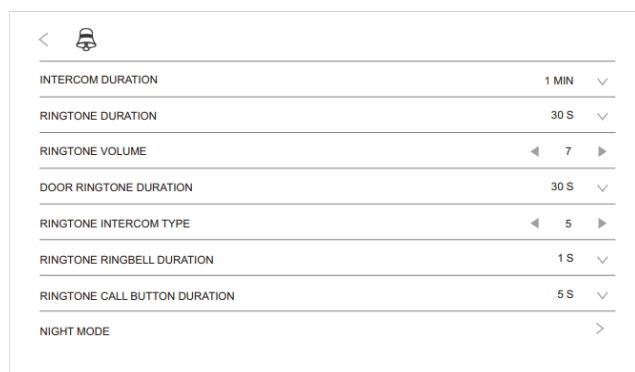 INTERCOM DURATION 1 MIN
RINGTONE DURATION 30 S
RINGTONE VOLUME 7
DOOR RINGTONE DURATION 30 S
RINGTONE INTERCOM TYPE 5
RINGTONE RINGBELL DURATION 1 S
RINGTONE CALL BUTTON DURATION 5 S
NIGHT MODE